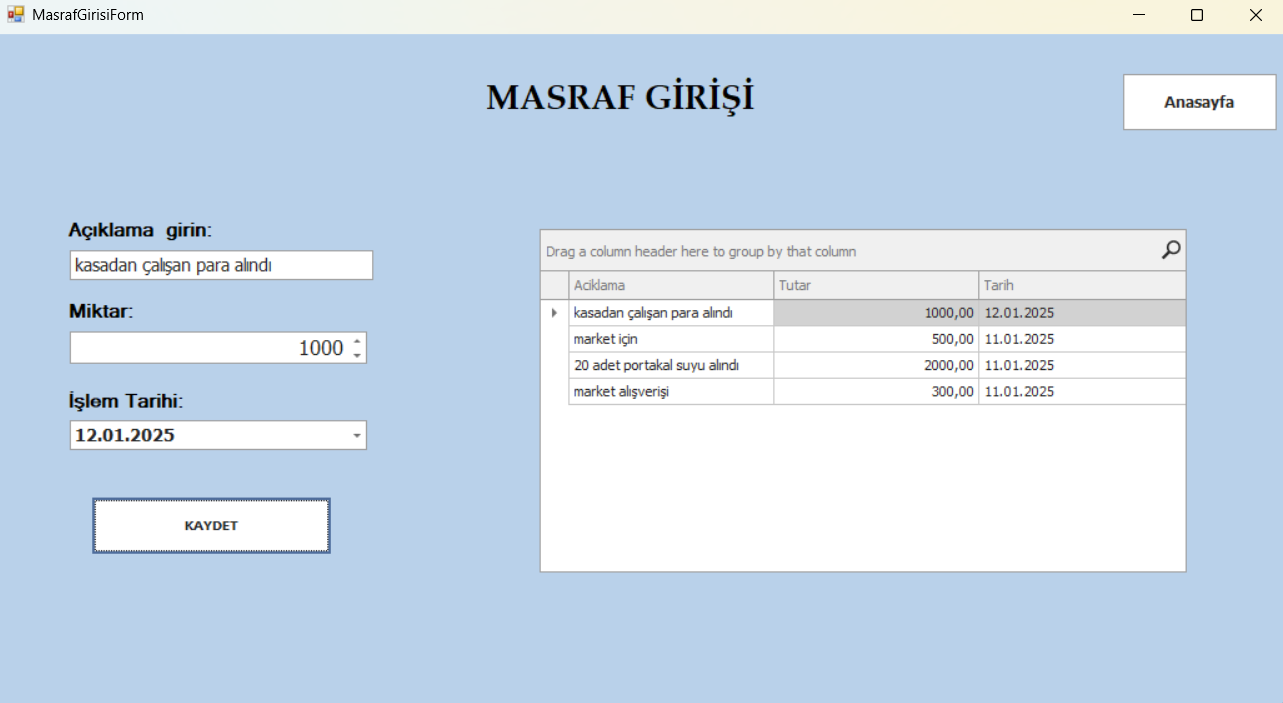 MasrafGirisiForm
MASRAF GİRİŞİ
Anasayfa
Açıklama girin:
kasadan çalışan para alındı
Miktar:
1000
İşlem Tarihi:
12.01.2025
KAYDET
Drag a column header here to group by that column
Aciklama Tutar Tarih
kasadan çalışan para alındı 1000,00 12.01.2025
market için 500,00 11.01.2025
20 adet portakal suyu alındı 2000,00 11.01.2025
market alışverişi 300,00 11.01.2025